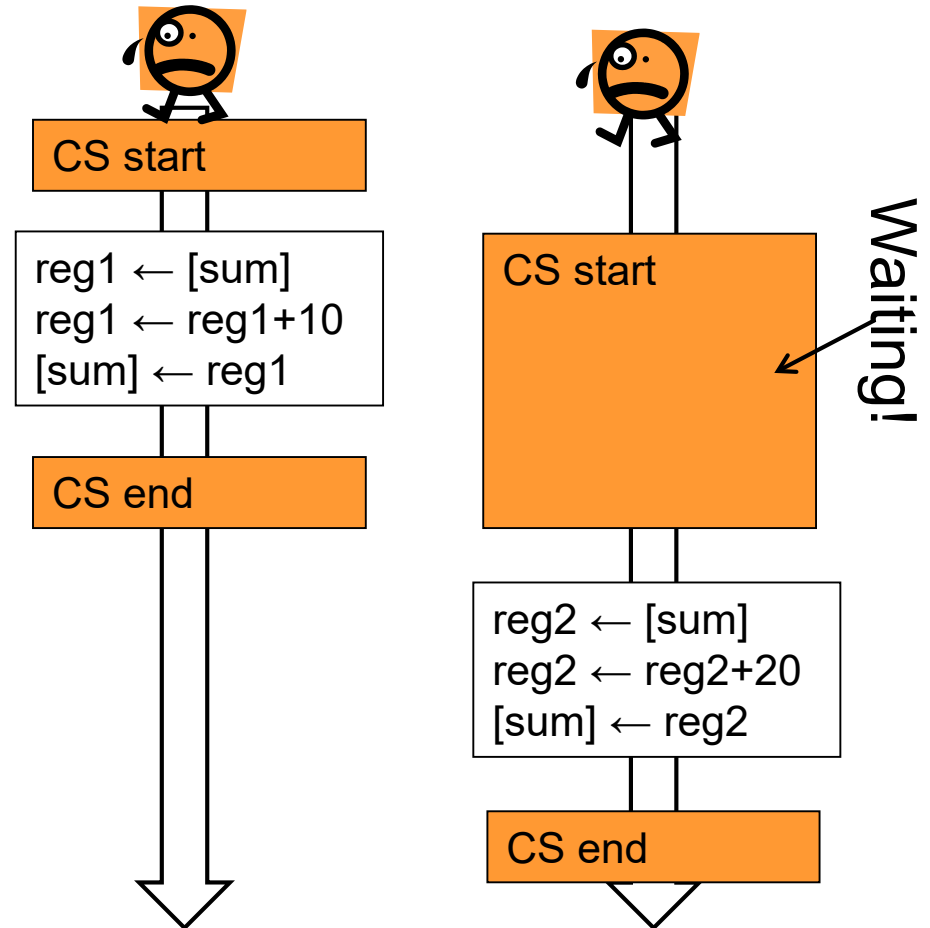 CS start
reg1 ← [sum]
reg1 ← reg1+10
[sum] ← reg1
CS end
CS start
Waiting!
reg2 ← [sum]
reg2 ← reg2+20
[sum] ← reg2
CS end